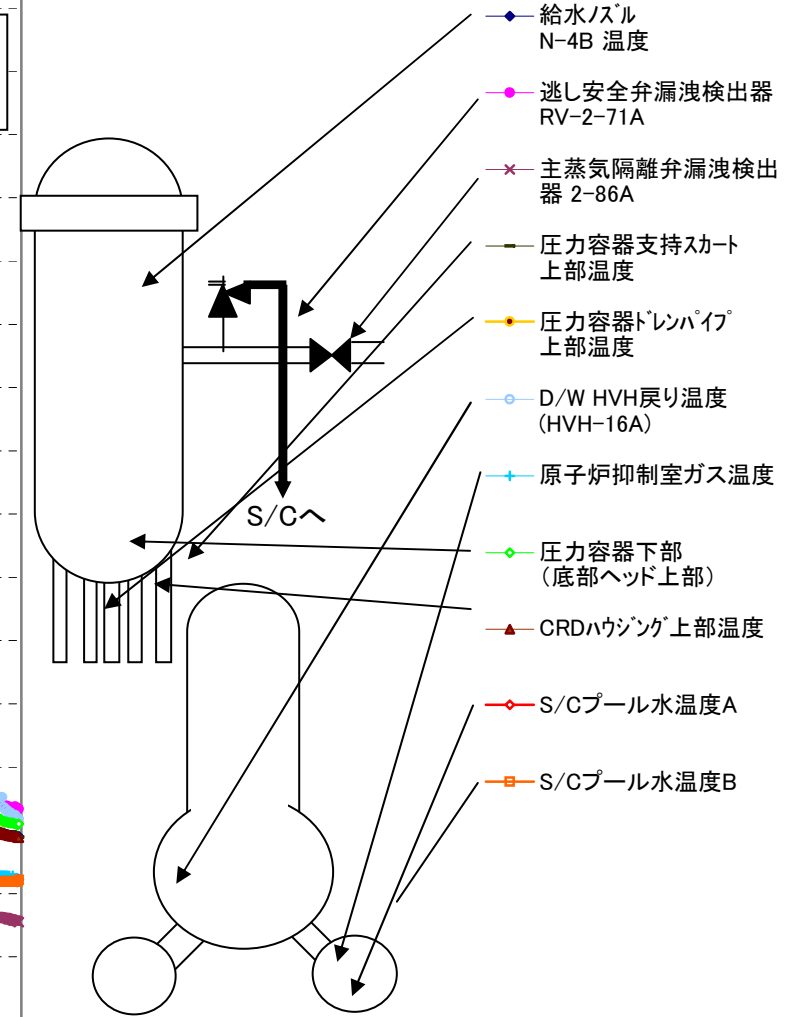 給水ノズル
N-4B 温度
逃し安全弁漏洩検出器
RV-2-71A
主蒸気隔離弁漏洩検出
器 2-86A
圧力容器支持スカート
上部温度
圧力容器ドレンパイプ
上部温度
D/W HVH戻り温度
(HVH-16A)
原子炉抑制室ガス温度
S/Cへ
圧力容器下部
(底部ヘッド上部)
CRDハウジング上部温度
S/Cプール水温度A
S/Cプール水温度B